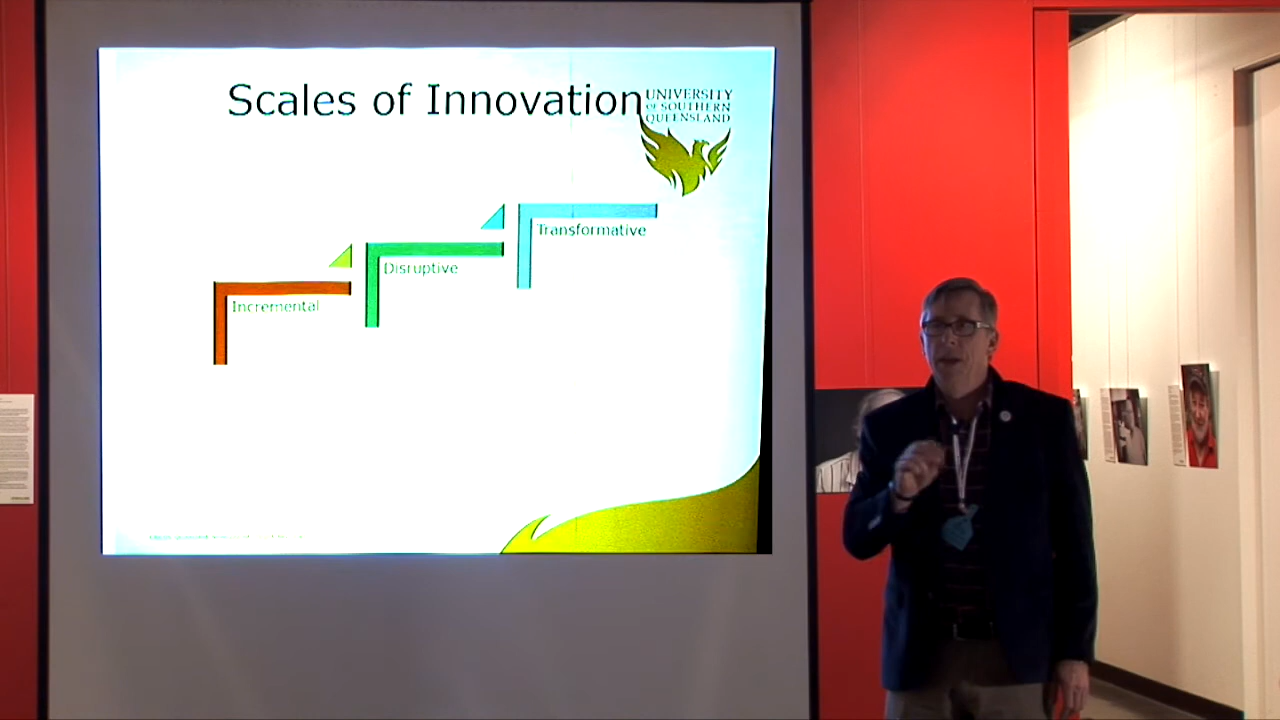 Scales of Innovation
UNIVERSITY
OF SOUTHERN
QUEENSLAND
Transformative
Disruptive
Incremental